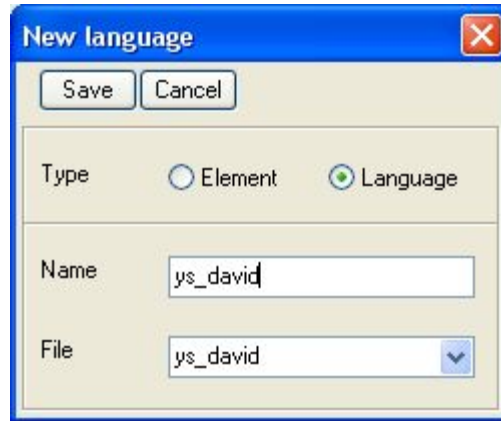 New language
Save Cancel
Type Element Language
Name ys_david
File ys_david